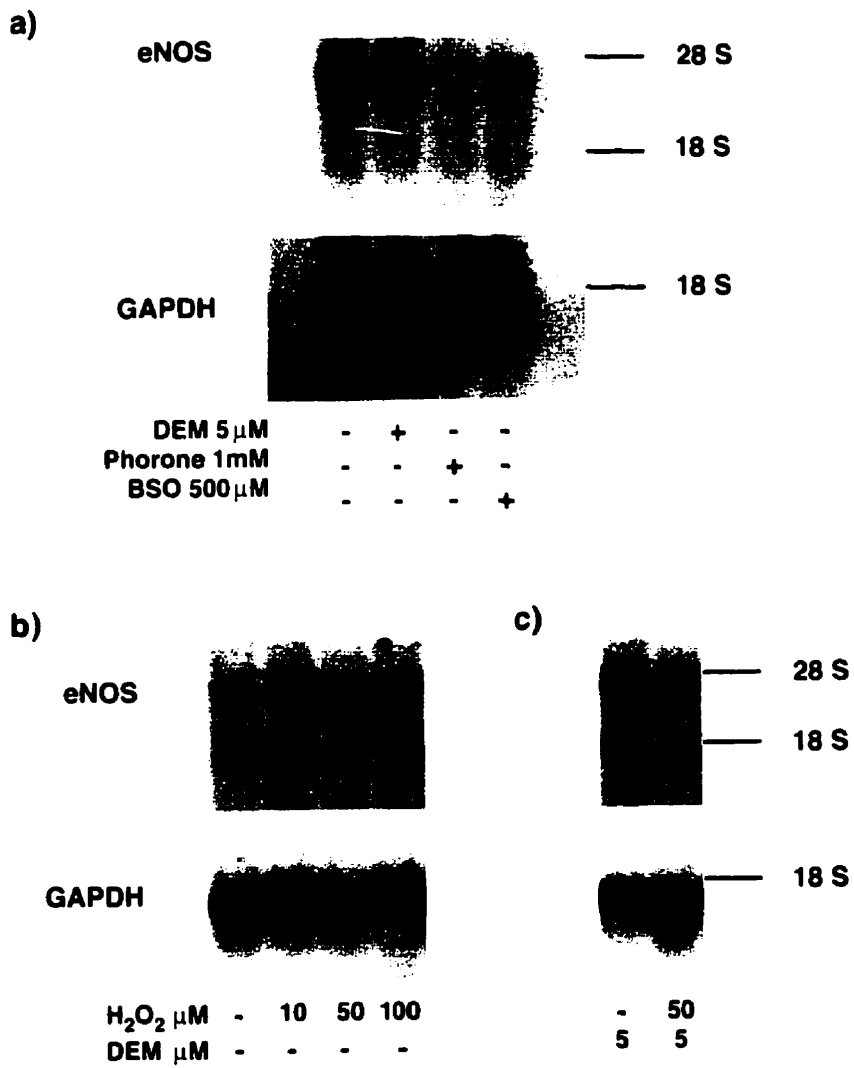 a)
eNOS
28 S
18 S
GAPDH
18 S
DEM 5 μM - + - -
Phorone 1mM - - + -
BSO 500 μM - - - +
b)
c)
eNOS
28 S
18 S
GAPDH
18 S
H₂O₂ μM - 10 50 100 - 50
DEM μM - - - - 5 5